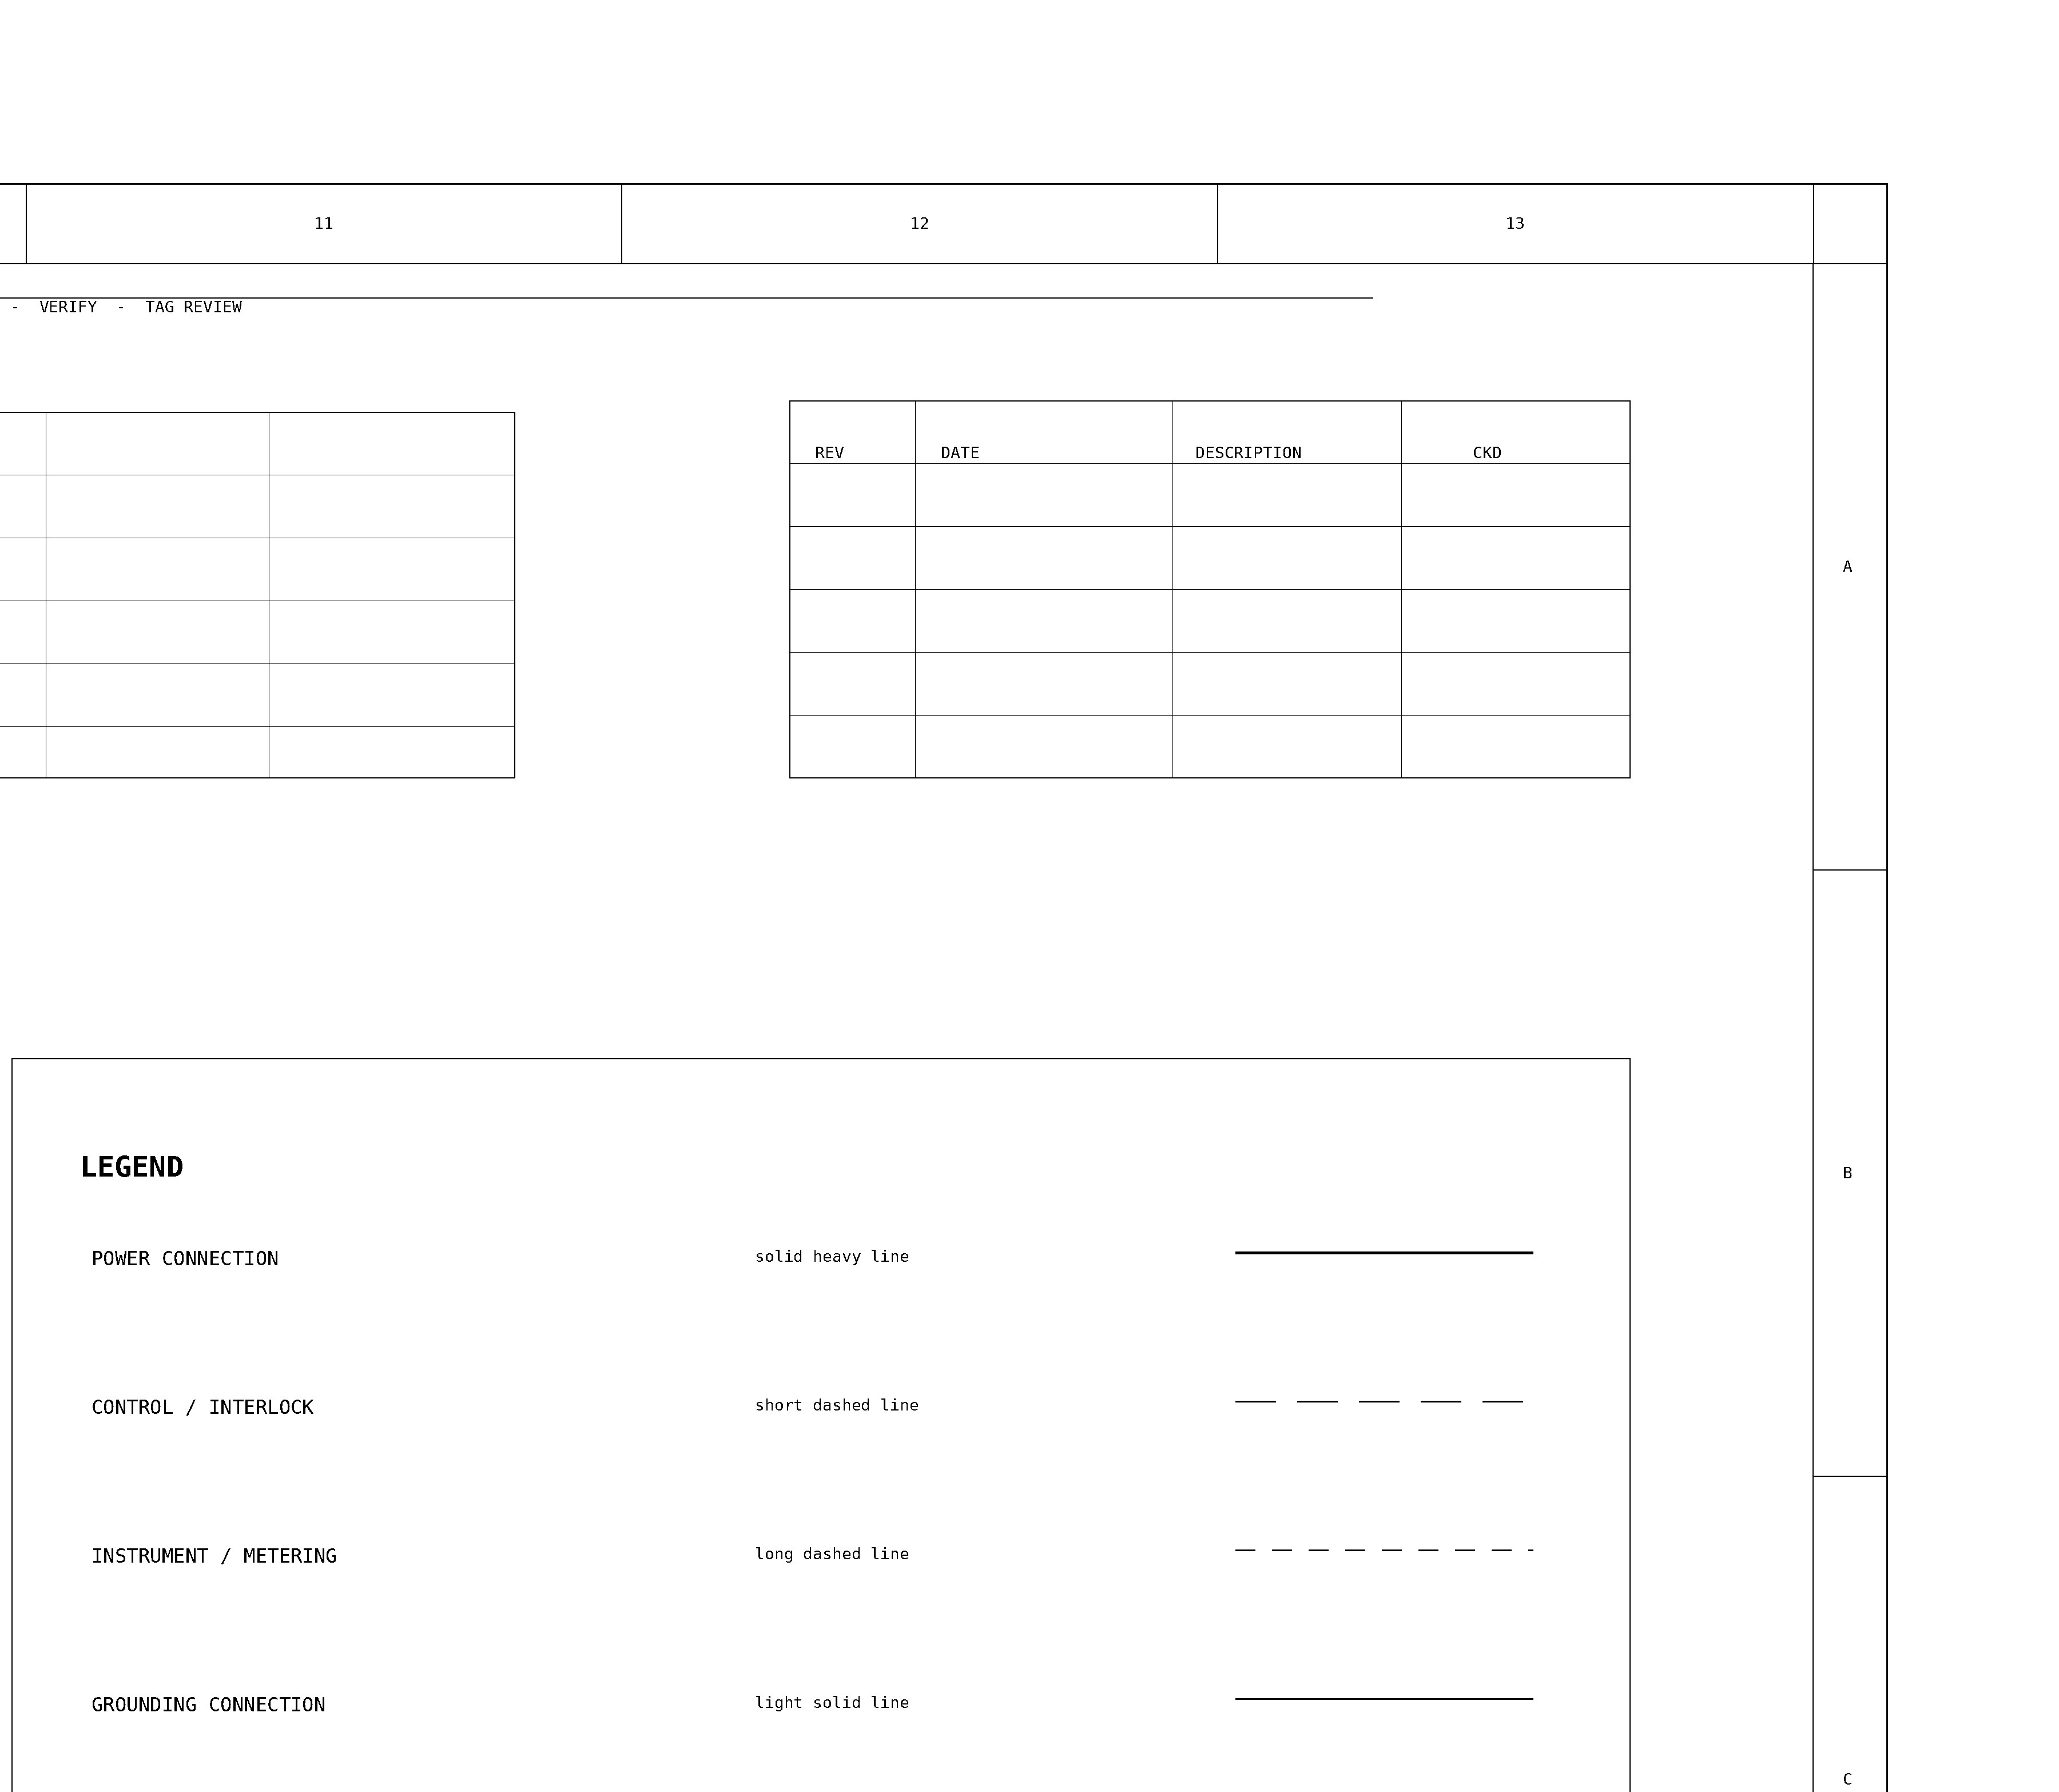 11 12 13
- VERIFY - TAG REVIEW
REV DATE DESCRIPTION CKD
A
B
LEGEND
POWER CONNECTION solid heavy line
CONTROL / INTERLOCK short dashed line
INSTRUMENT / METERING long dashed line
GROUNDING CONNECTION light solid line
C